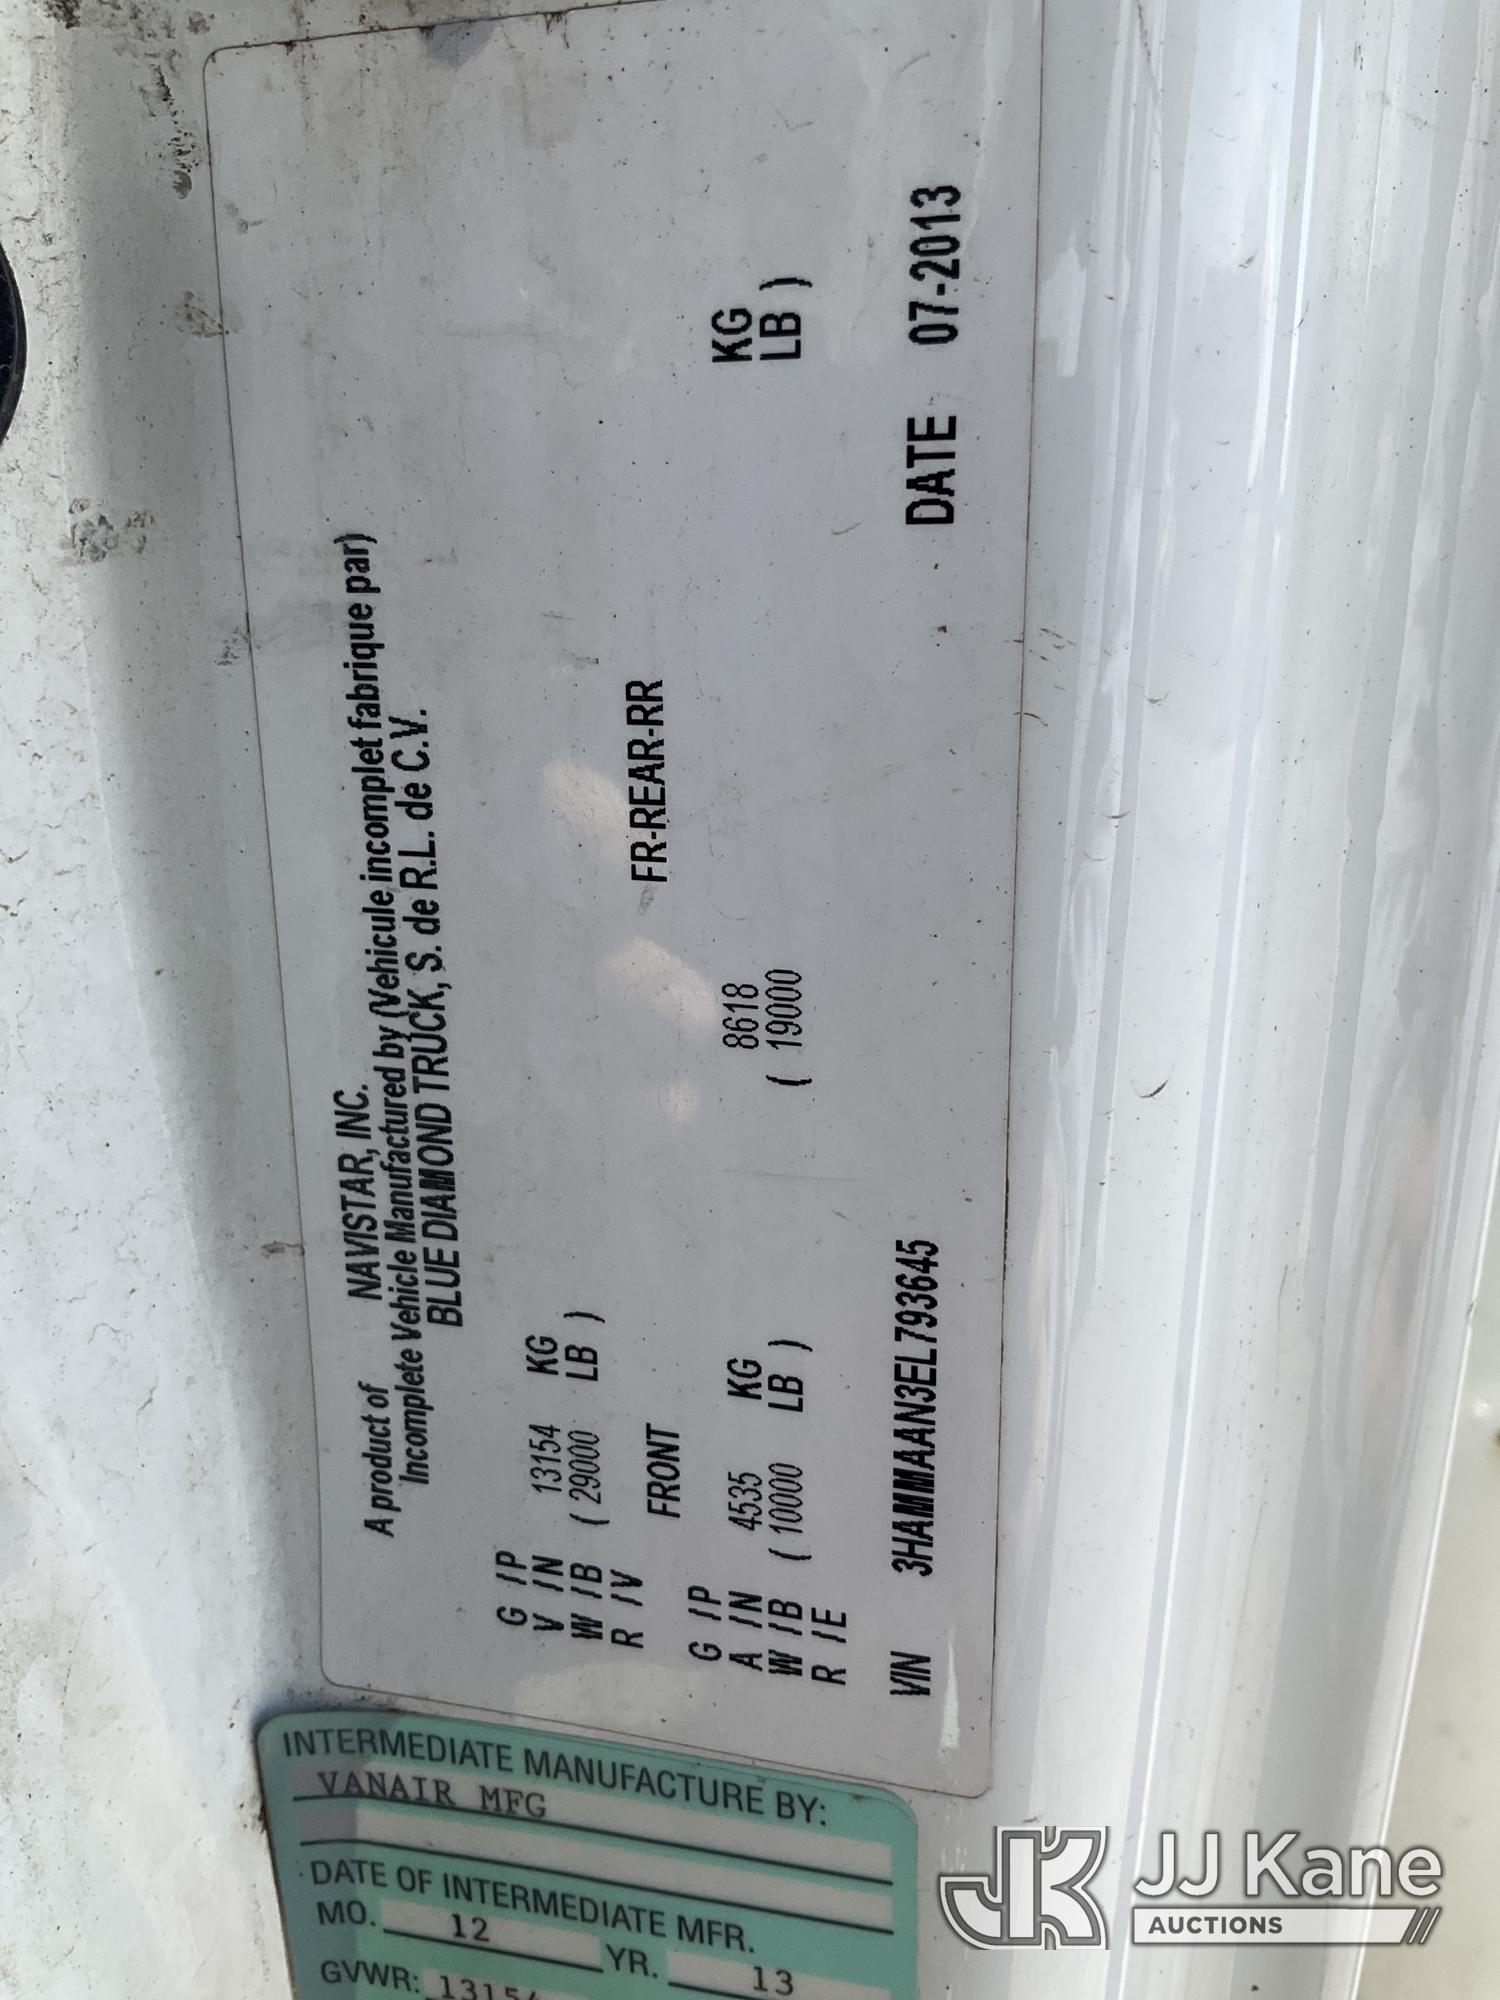 A product of NAVISTAR, INC.
Incomplete Vehicle Manufactured by (Vehicule incomplet fabrique par)
BLUE DIAMOND TRUCK, S. de R.L. de C.V.
G /P
V /N 13154 KG
W /B ( 29000 LB )
R /V
FRONT FR-REAR-RR
G /P
A /N 4535 KG 8618 KG
W /B ( 10000 LB ) ( 19000 LB )
R /E
VIN 3HAMMAAN3EL793645 DATE 07-2013
INTERMEDIATE MANUFACTURE BY:
VANAIR MFG
DATE OF INTERMEDIATE MFR.
MO. 12 YR. 13
GVWR: 13154
JK JJ Kane
AUCTIONS